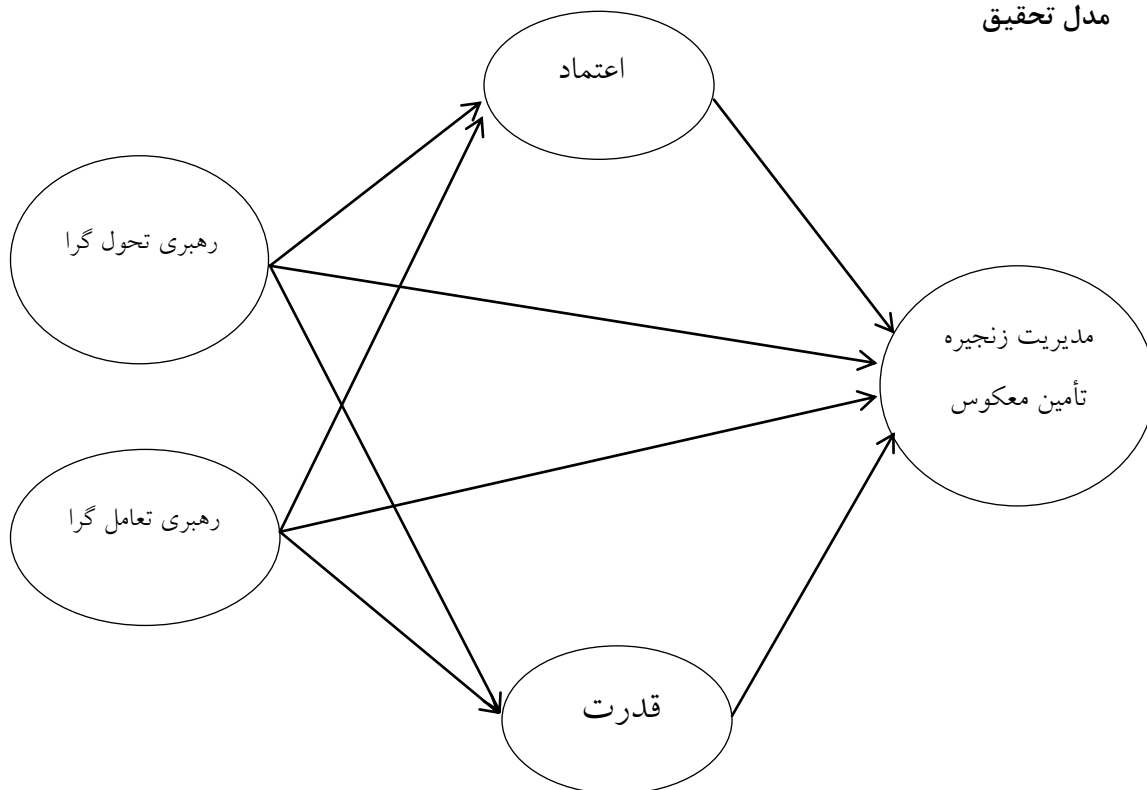 مدل تحقیق
اعتماد
رهبری تحول گرا
مدیریت زنجیره
تأمین معکوس
رهبری تعامل گرا
قدرت